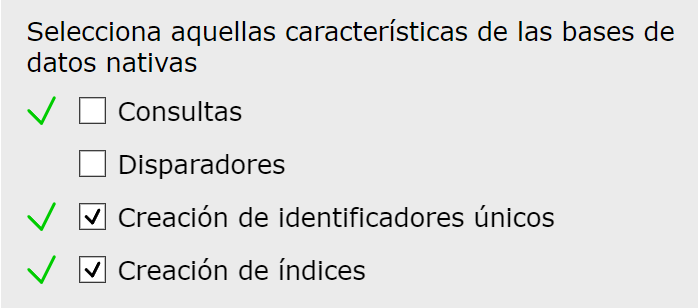 Selecciona aquellas características de las bases de
datos nativas
Consultas
Disparadores
Creación de identificadores únicos
Creación de índices